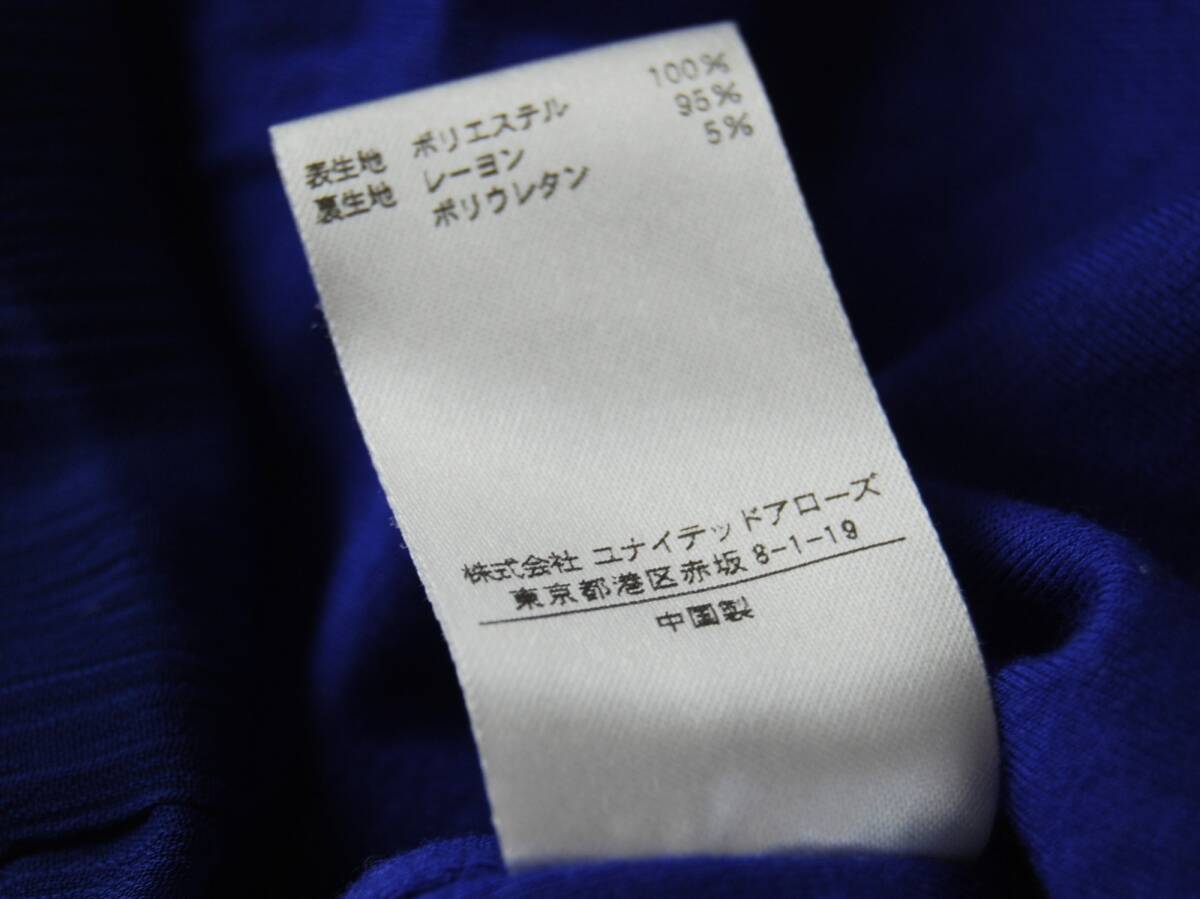 表生地 ポリエステル 100%
裏生地 レーヨン 95%
ポリウレタン 5%
株式会社 ユナイテッドアローズ
東京都港区赤坂8-1-19
中国製